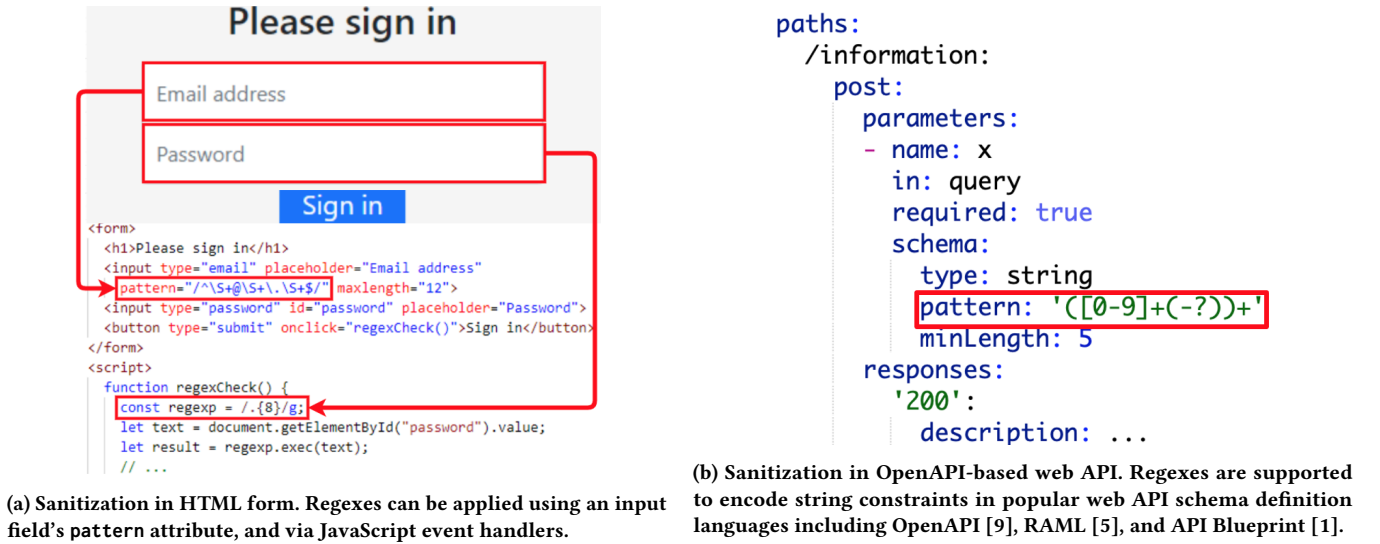 Please sign in
Email address
Password
Sign in
<form>
<h1>Please sign in</h1>
<input type="email" placeholder="Email address"
pattern="/^\S+@\S+\.\S+$/" maxlength="12">
<input type="password" id="password" placeholder="Password">
<button type="submit" onclick="regexCheck()">Sign in</button>
</form>
<script>
function regexCheck() {
const regexp = /.{8}/g;
let text = document.getElementById("password").value;
let result = regexp.exec(text);
// ...
(a) Sanitization in HTML form. Regexes can be applied using an input
field's pattern attribute, and via JavaScript event handlers.
paths:
/information:
post:
parameters:
- name: x
in: query
required: true
schema:
type: string
pattern: '([0-9]+(-?))+'
minLength: 5
responses:
'200':
description: ...
(b) Sanitization in OpenAPI-based web API. Regexes are supported
to encode string constraints in popular web API schema definition
languages including OpenAPI [9], RAML [5], and API Blueprint [1].